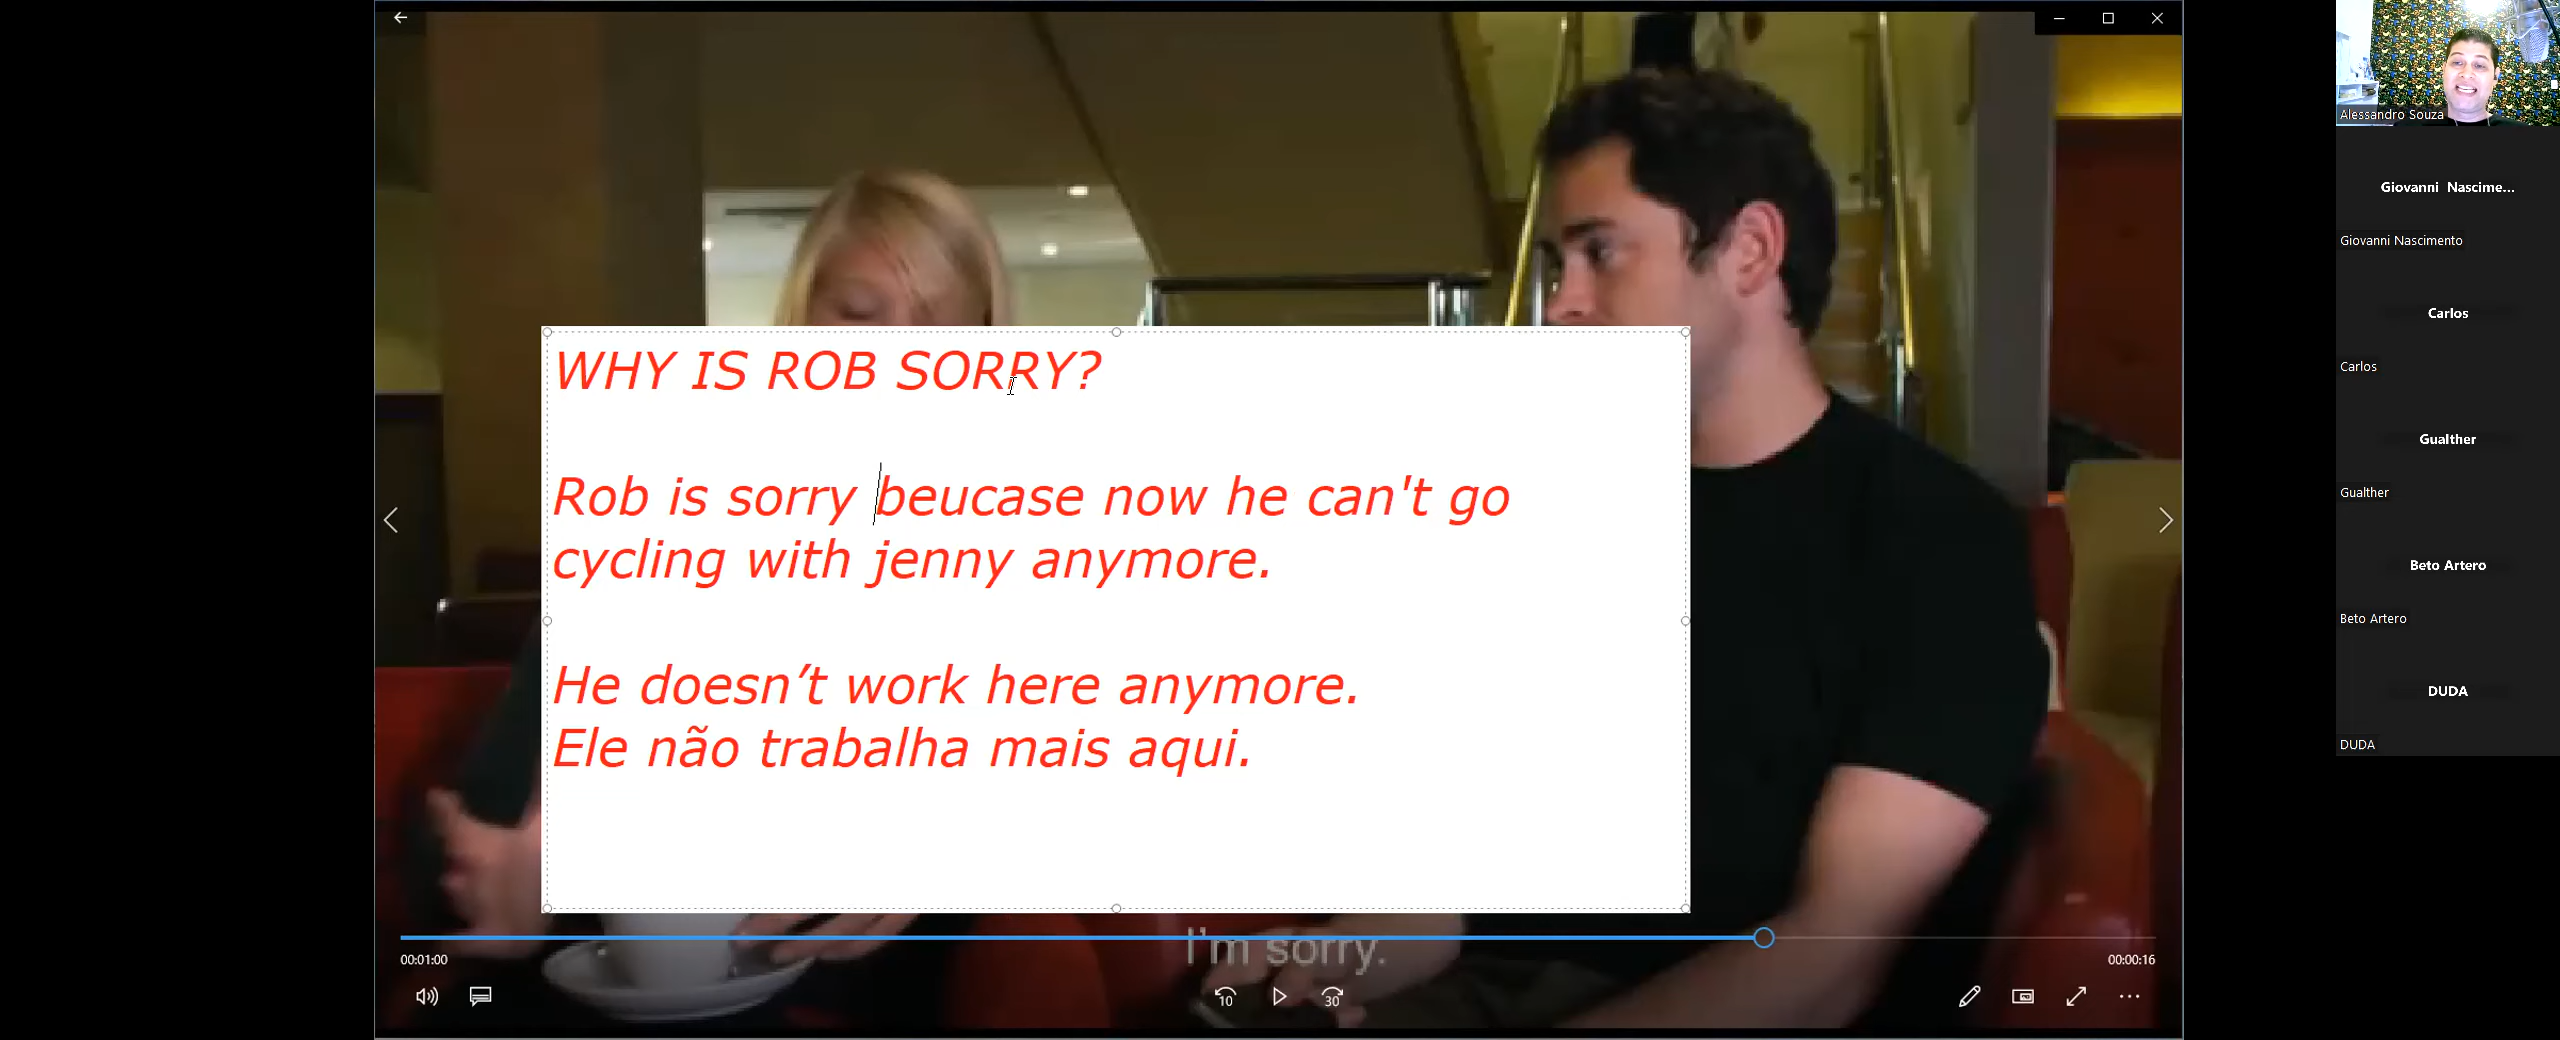 WHY IS ROB SORRY?
Rob is sorry beucase now he can't go
cycling with jenny anymore.
He doesn’t work here anymore.
Ele não trabalha mais aqui.
I'm sorry.
00:01:00
00:00:16
10
30
Alessandro Souza
Giovanni Nascime...
Giovanni Nascimento
Carlos
Carlos
Gualther
Gualther
Beto Artero
Beto Artero
DUDA
DUDA